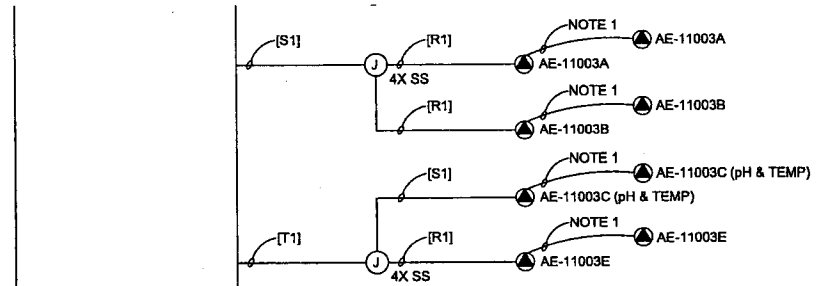 [S1]
[R1]
NOTE 1
AE-11003A
J
AE-11003A
4X SS
[R1]
NOTE 1
AE-11003B
AE-11003B
NOTE 1
[S1]
AE-11003C (pH & TEMP)
AE-11003C (pH & TEMP)
NOTE 1
[T1]
[R1]
AE-11003E
J
AE-11003E
4X SS